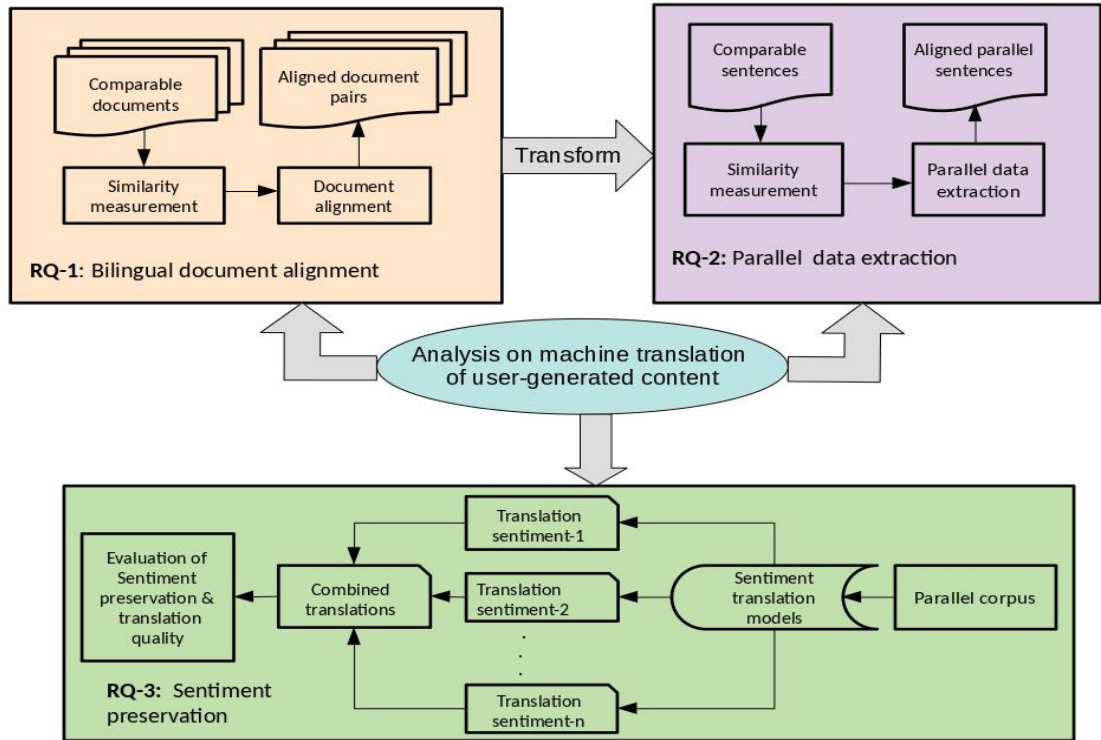 Comparable
documents
Aligned document
pairs
Similarity
measurement
Document
alignment
RQ-1: Bilingual document alignment
Transform
Comparable
sentences
Aligned parallel
sentences
Similarity
measurement
Parallel data
extraction
RQ-2: Parallel data extraction
Analysis on machine translation
of user-generated content
Evaluation of
Sentiment
preservation &
translation
quality
Combined
translations
Translation
sentiment-1
Translation
sentiment-2
.
.
.
Translation
sentiment-n
Sentiment
translation
models
Parallel corpus
RQ-3: Sentiment
preservation